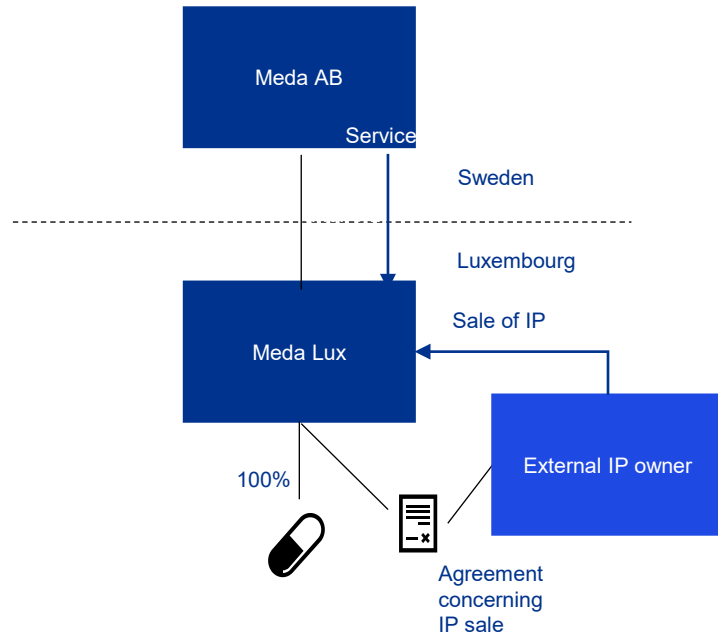 Meda AB
Service
Sweden
Luxembourg
Sale of IP
Meda Lux
External IP owner
100%
Agreement
concerning
IP sale